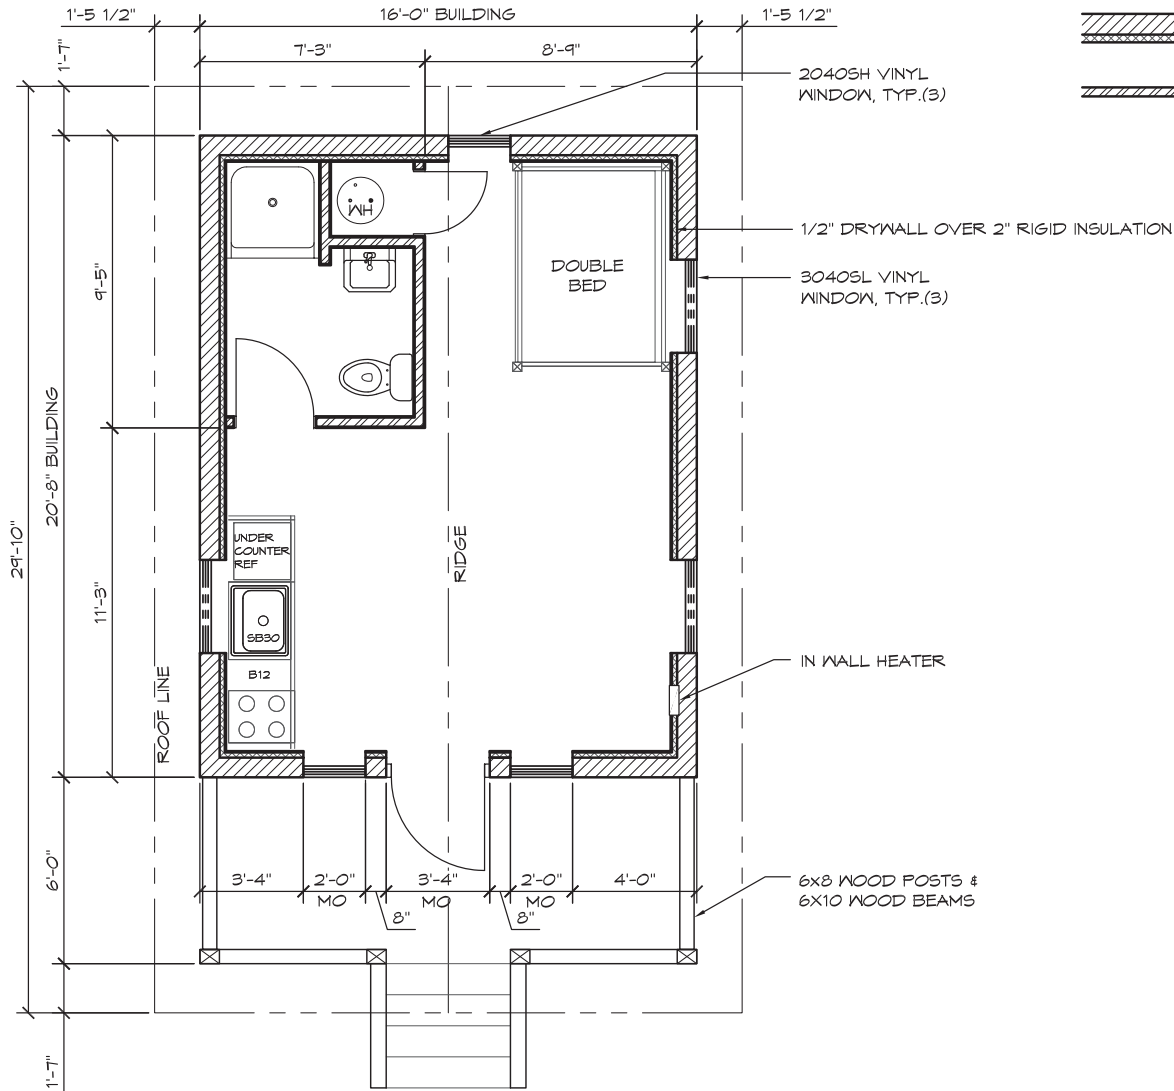 1'-5 1/2"
16'-0" BUILDING
1'-5 1/2"
1'-7"
7'-3"
8'-9"
2040SH VINYL
WINDOW, TYP.(3)
WH
1/2" DRYWALL OVER 2" RIGID INSULATION
DOUBLE
BED
3040SL VINYL
WINDOW, TYP.(3)
9'-5"
20'-8" BUILDING
29'-10"
UNDER
COUNTER
REF
RIDGE
11'-3"
SB30
B12
IN WALL HEATER
ROOF LINE
6'-0"
3'-4"
2'-0"
MO
3'-4"
MO
2'-0"
MO
4'-0"
8"
8"
6x8 WOOD POSTS &
6X10 WOOD BEAMS
1'-7"